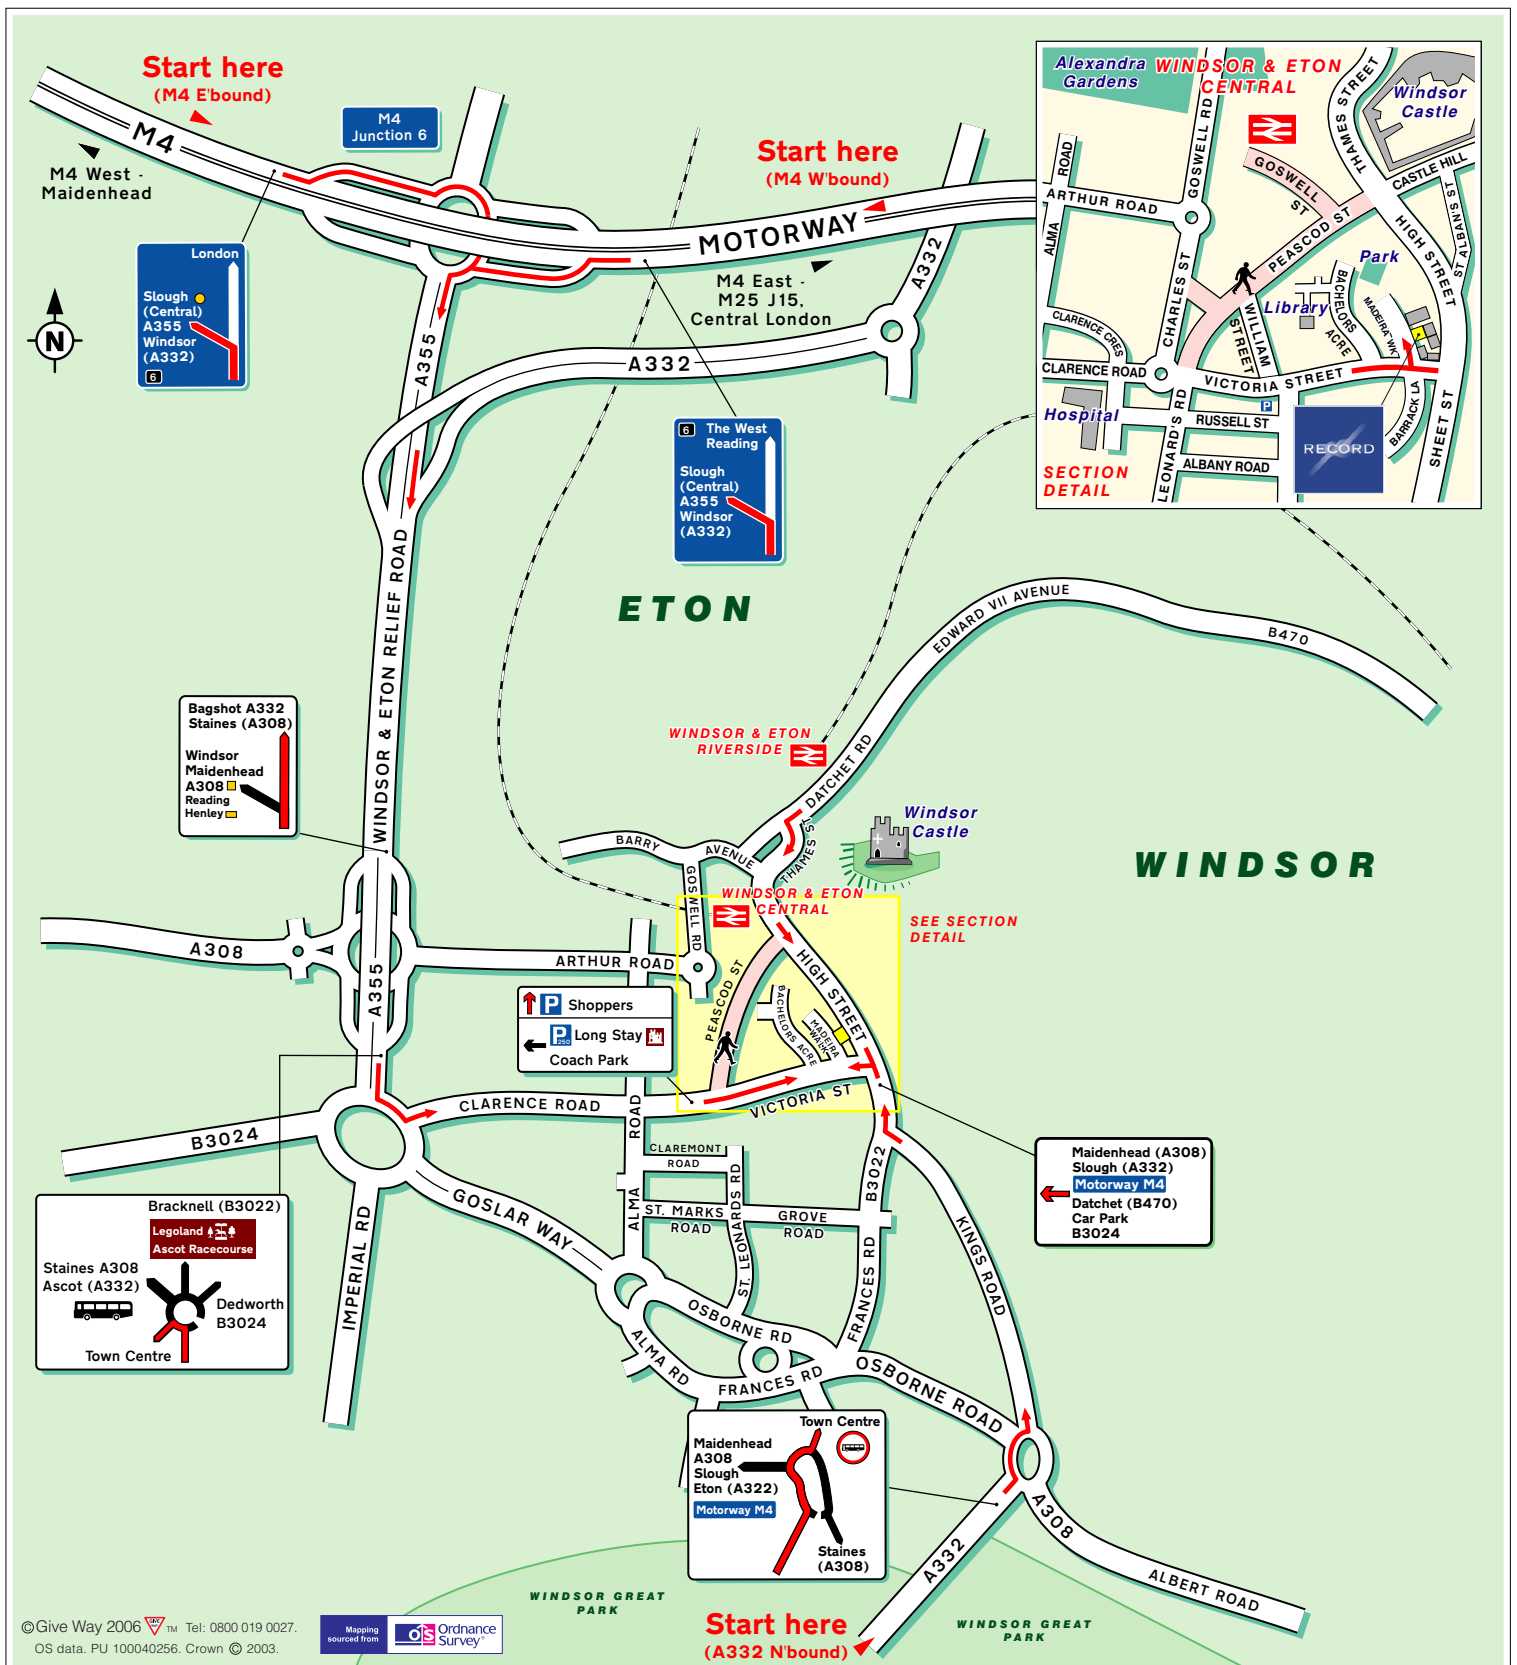 Start here
(M4 E'bound)
M4
Junction 6
M4
M4 West -
Maidenhead
Start here
(M4 W'bound)
MOTORWAY
M4 East -
M25 J15,
Central London
A332
London
Slough
(Central)
A355
Windsor
(A332)
6
N
A355
A332
6
The West
Reading
Slough
(Central)
A355
Windsor
(A332)
Alexandra
Gardens
WINDSOR & ETON
CENTRAL
Windsor
Castle
THAMES STREET
GOSWELL RD
GOSWELL
ST
CASTLE HILL
ALMA
ROAD
ARTHUR ROAD
PEASCOD ST
HIGH STREET
ST ALBAN'S ST
Park
CHARLES ST
Library
BACHELORS
ACRE
MADEIRA WK
WILLIAM
STREET
CLARENCE CRES
CLARENCE ROAD
VICTORIA STREET
Hospital
P
RUSSELL ST
BARRACK LA
SHEET ST
RECORD
LEONARD'S RD
ALBANY ROAD
SECTION
DETAIL
WINDSOR & ETON RELIEF ROAD
ETON
EDWARD VII AVENUE
B470
Bagshot A332
Staines (A308)
Windsor
Maidenhead
A308
Reading
Henley
WINDSOR & ETON
RIVERSIDE
DATCHET RD
Windsor
Castle
THAMES ST
BARRY
AVENUE
WINDSOR
GOSWELL RD
WINDSOR & ETON
CENTRAL
SEE SECTION
DETAIL
A308
A355
ARTHUR ROAD
PEASCOD ST
HIGH STREET
BACHELORS ACRE
MADEIRA
WALK
P Shoppers
P 250 Long Stay
Coach Park
CLARENCE ROAD
VICTORIA ST
B3024
ALMA
ROAD
CLAREMONT
ROAD
B3022
Maidenhead (A308)
Slough (A332)
Motorway M4
Datchet (B470)
Car Park
B3024
Bracknell (B3022)
Legoland
Ascot Racecourse
Staines A308
Ascot (A332)
Dedworth
B3024
Town Centre
IMPERIAL RD
GOSLAR WAY
ST. MARKS
ROAD
ST. LEONARDS RD
GROVE
ROAD
KINGS ROAD
FRANCES RD
OSBORNE RD
ALMA RD
FRANCES RD
OSBORNE ROAD
Town Centre
Maidenhead
A308
Slough
Eton (A322)
Motorway M4
Staines
(A308)
A308
A332
ALBERT ROAD
WINDSOR GREAT
PARK
WINDSOR GREAT
PARK
Start here
(A332 N'bound)
©Give Way 2006 GIVE WAY TM Tel: 0800 019 0027.
OS data. PU 100040256. Crown © 2003.
Mapping
sourced from
OS Ordnance
Survey®